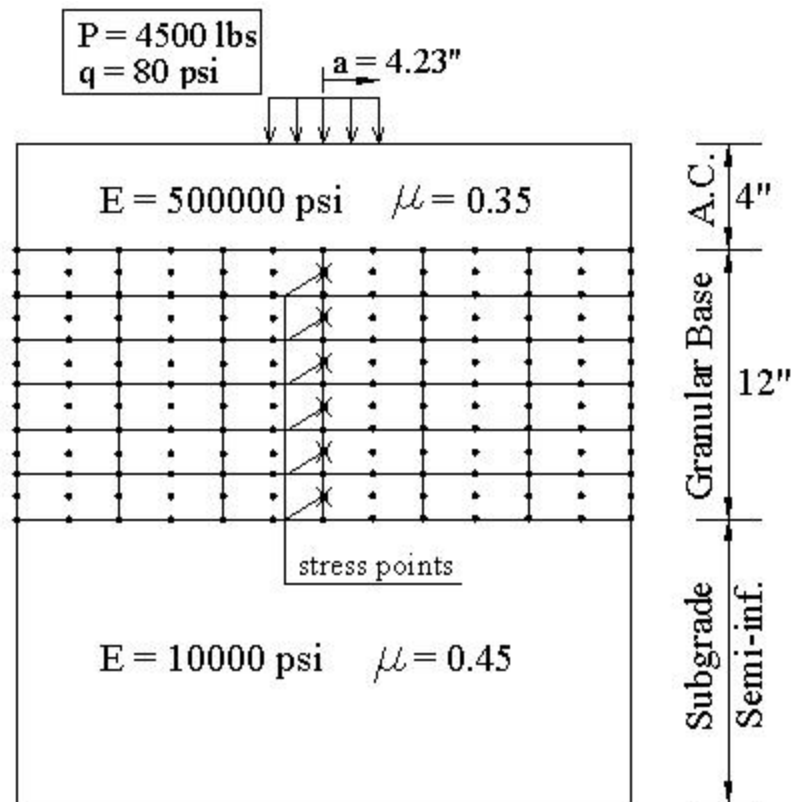 P = 4500 lbs
q = 80 psi
a = 4.23"
E = 500000 psi μ = 0.35
A.C.
4"
Granular Base
12"
stress points
E = 10000 psi μ = 0.45
Subgrade
Semi-inf.